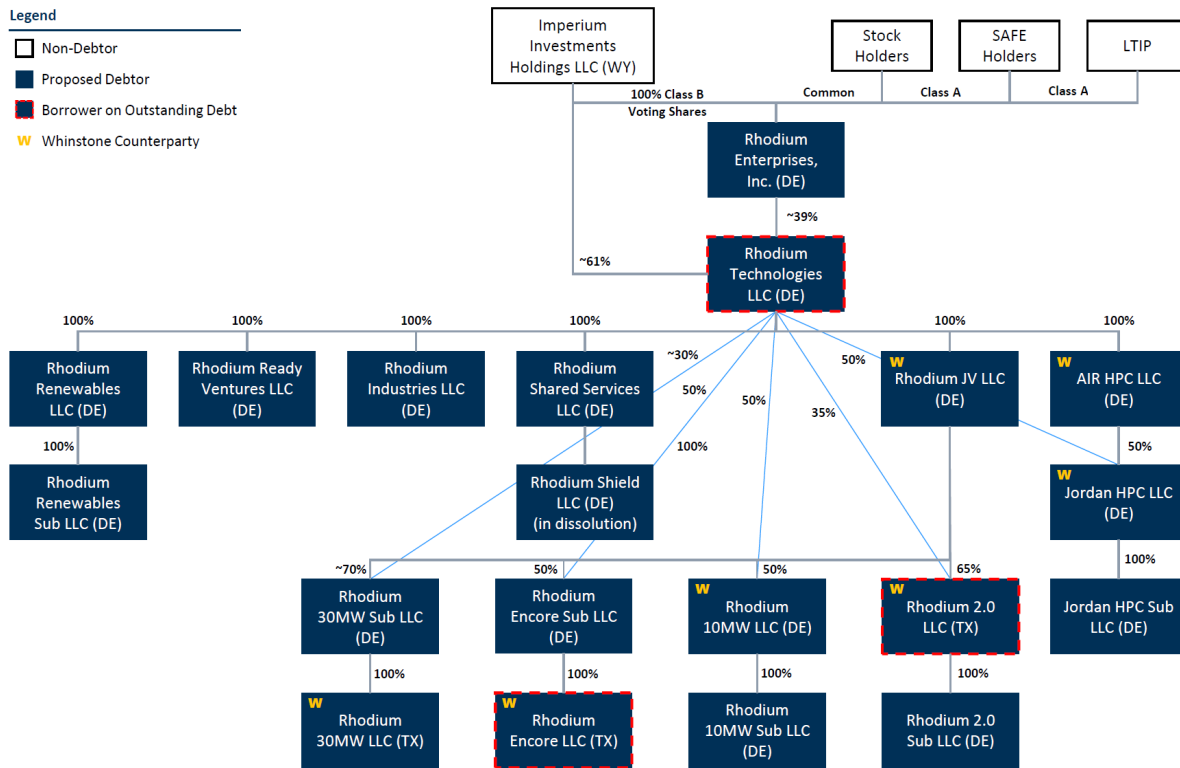 Legend
Non-Debtor
Proposed Debtor
Borrower on Outstanding Debt
W Whinstone Counterparty
Imperium
Investments
Holdings LLC (WY)
Stock
Holders
SAFE
Holders
LTIP
100% Class B
Voting Shares
Common
Class A
Class A
Rhodium
Enterprises,
Inc. (DE)
~39%
~61%
Rhodium
Technologies
LLC (DE)
100%
100%
100%
100%
100%
100%
Rhodium
Renewables
LLC (DE)
Rhodium Ready
Ventures LLC
(DE)
Rhodium
Industries LLC
(DE)
Rhodium
Shared Services
LLC (DE)
~30%
50%
50%
35%
50%
W
Rhodium JV LLC
(DE)
W
AIR HPC LLC
(DE)
100%
100%
50%
Rhodium
Renewables
Sub LLC (DE)
Rhodium Shield
LLC (DE)
(in dissolution)
W
Jordan HPC LLC
(DE)
~70%
50%
50%
65%
100%
Rhodium
30MW Sub LLC
(DE)
Rhodium
Encore Sub LLC
(DE)
W
Rhodium
10MW LLC (DE)
W
Rhodium 2.0
LLC (TX)
Jordan HPC Sub
LLC (DE)
100%
100%
100%
100%
W
Rhodium
30MW LLC (TX)
W
Rhodium
Encore LLC (TX)
Rhodium
10MW Sub LLC
(DE)
Rhodium 2.0
Sub LLC (DE)